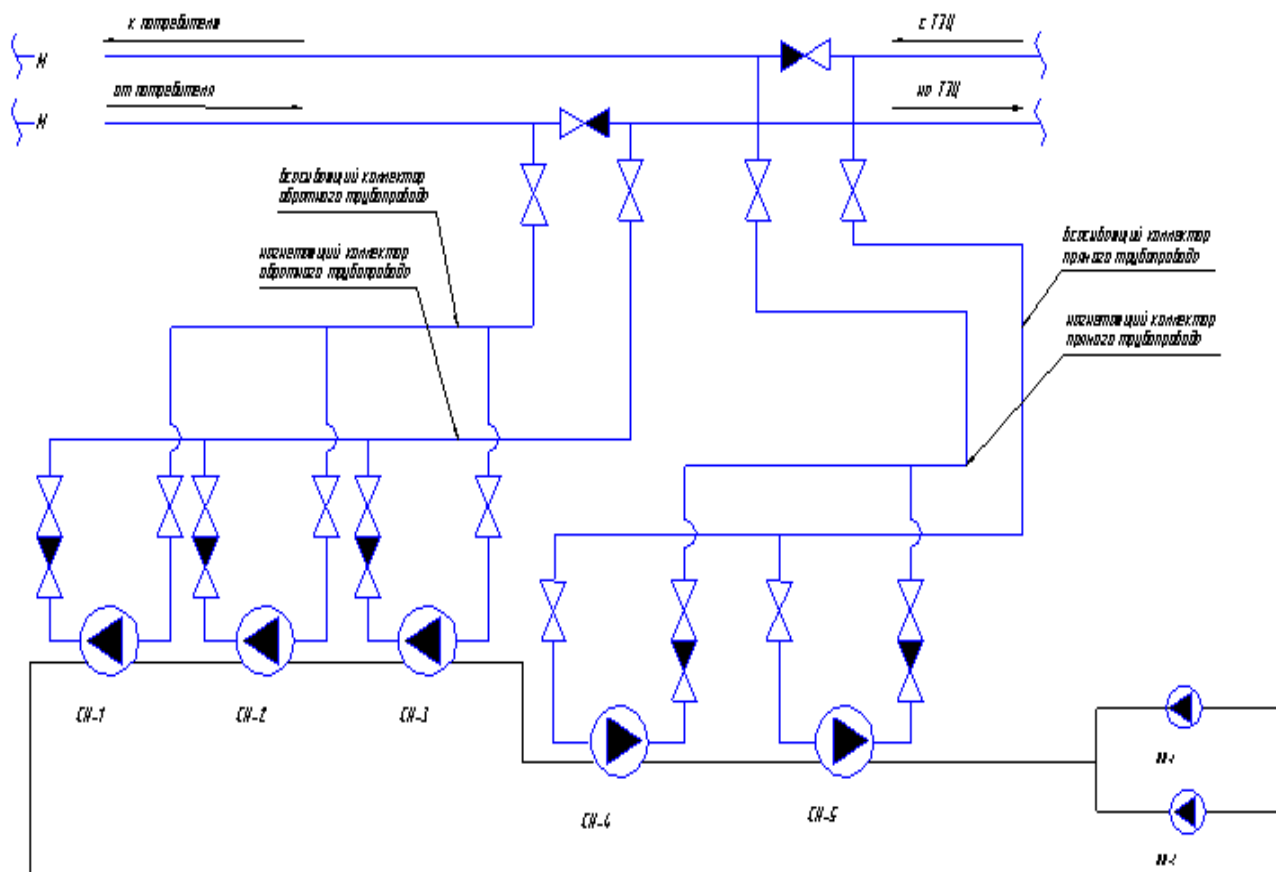 к потребителю
с ТЭЦ
М
от потребителя
на ТЭЦ
М
всасывающий коллектор
обратного трубопровода
нагнетающий коллектор
обратного трубопровода
всасывающий коллектор
прямого трубопровода
нагнетающий коллектор
прямого трубопровода
СН-1
СН-2
СН-3
СН-4
СН-5